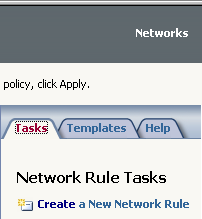 Networks
policy, click Apply.
Tasks Templates Help
Network Rule Tasks
Create a New Network Rule